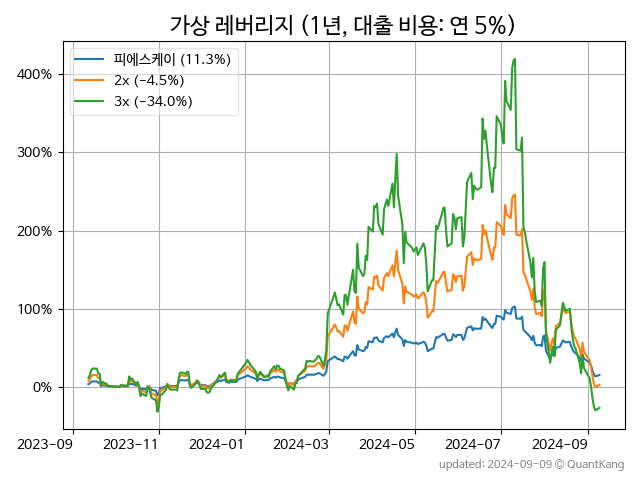 가상 레버리지 (1년, 대출 비용: 연 5%)
피에스케이 (11.3%)
2x (−4.5%)
3x (−34.0%)
400%
300%
200%
100%
0%
2023-09 2023-11 2024-01 2024-03 2024-05 2024-07 2024-09
updated: 2024-09-09 © QuantKang